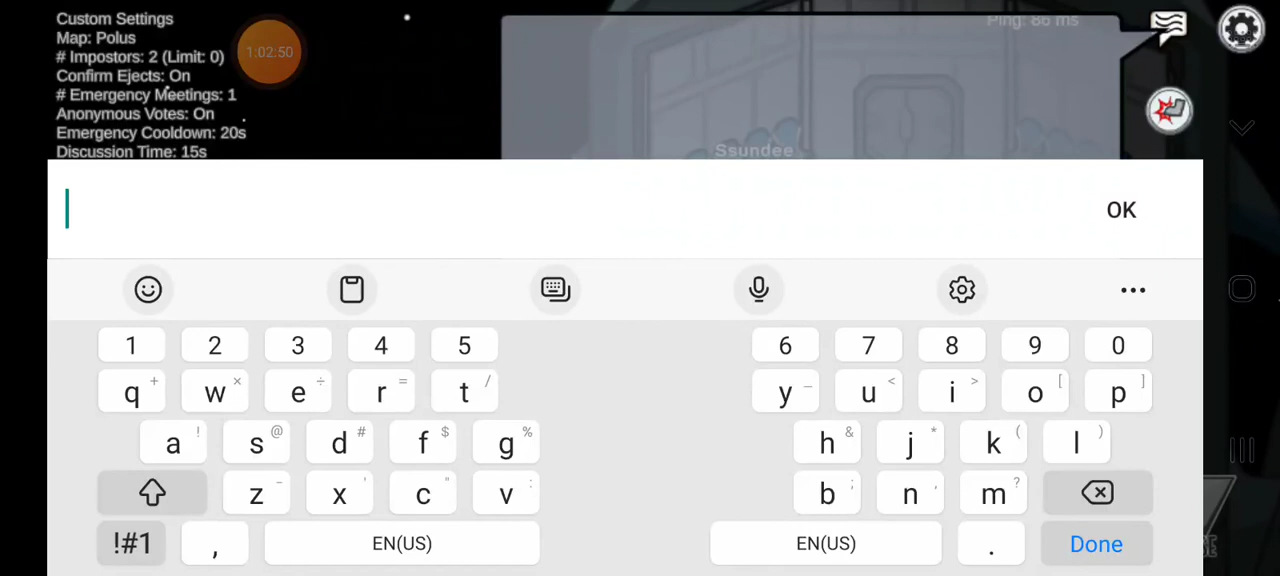 Custom Settings
Map: Polus
# Impostors: 2 (Limit: 0)
Confirm Ejects: On
# Emergency Meetings: 1
Anonymous Votes: On
Emergency Cooldown: 20s
Discussion Time: 15s
1:02:50
Ping: 86 ms
Ssundee
OK
1 2 3 4 5 6 7 8 9 0
q + w × e ÷ r = t / y _ u < i > o [ p ]
a ! s @ d # f $ g % h & j * k ( l )
z - x ' c " v : b ; n , m ?
!#1 , EN(US) EN(US) . Done